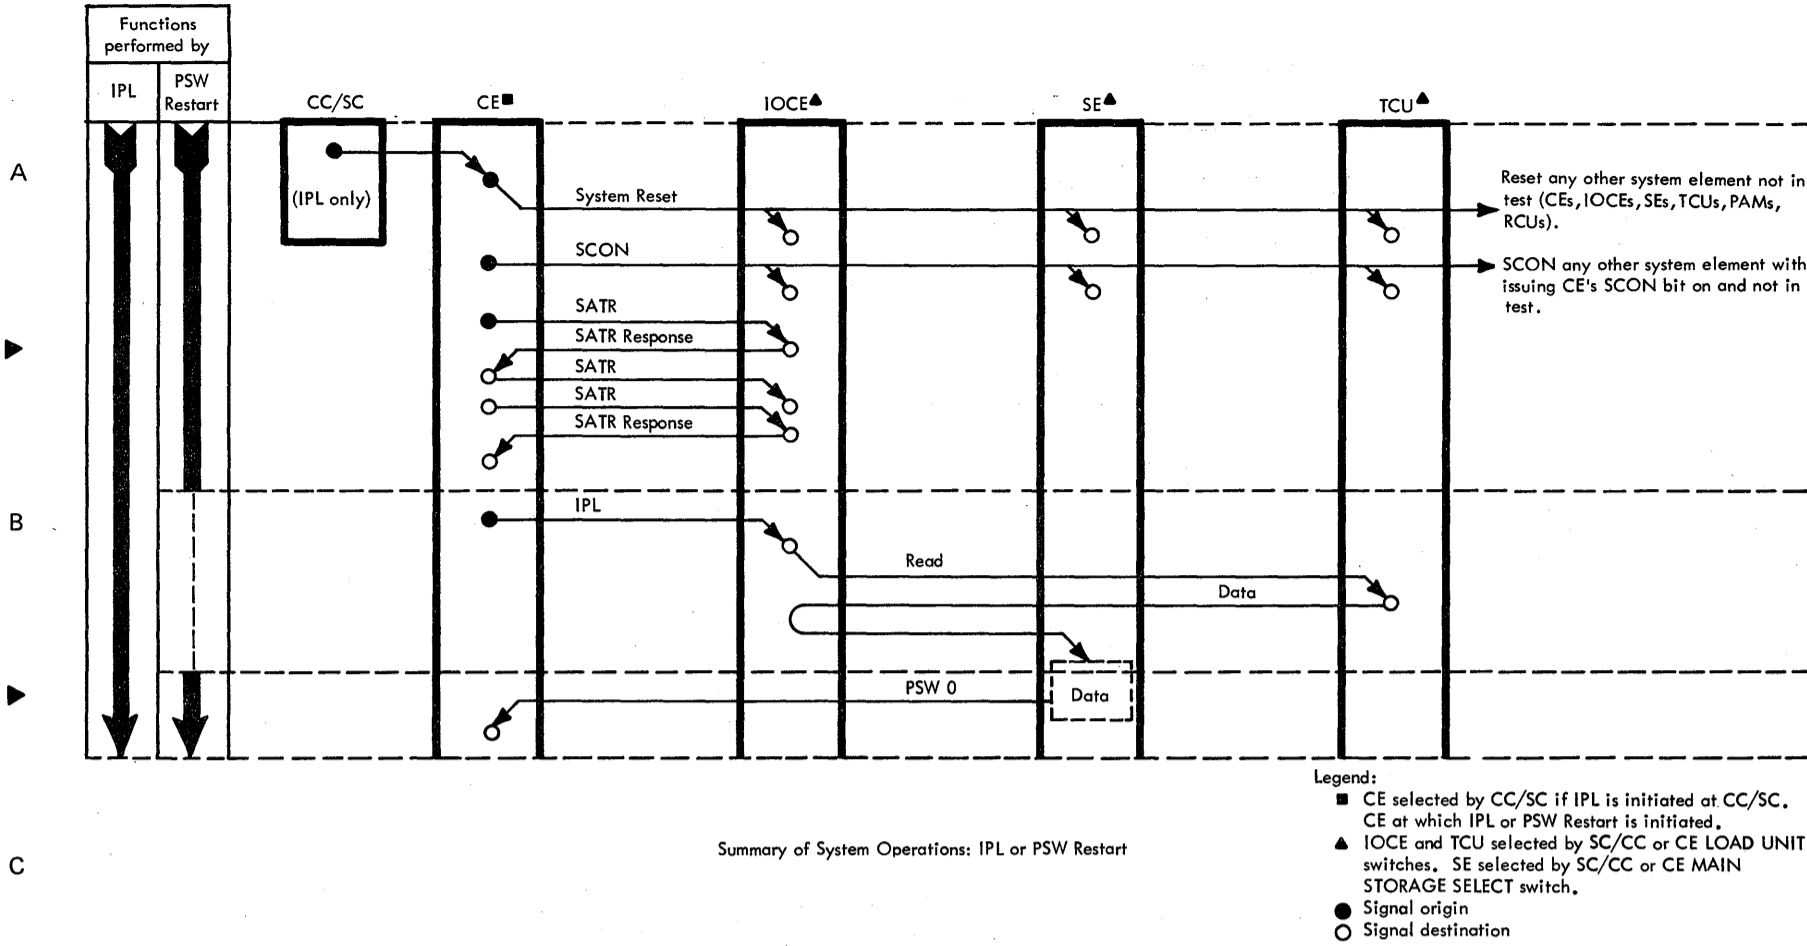 Functions
performed by
IPL
PSW
Restart
CC/SC
CE■
IOCE▲
SE▲
TCU▲
A
(IPL only)
System Reset
Reset any other system element not in
test (CEs, IOCEs, SEs, TCUs, PAMs,
RCUs).
SCON
SCON any other system element with
issuing CE's SCON bit on and not in
test.
SATR
SATR Response
SATR
SATR
SATR Response
B
IPL
Read
Data
PSW 0
Data
Legend:
■ CE selected by CC/SC if IPL is initiated at CC/SC.
CE at which IPL or PSW Restart is initiated.
▲ IOCE and TCU selected by SC/CC or CE LOAD UNIT
switches. SE selected by SC/CC or CE MAIN
STORAGE SELECT switch.
● Signal origin
○ Signal destination
Summary of System Operations: IPL or PSW Restart
C